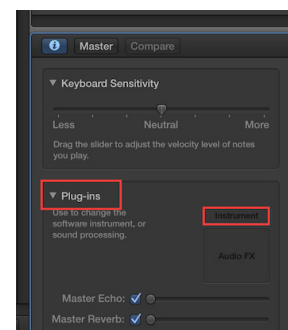 Master Compare
Keyboard Sensitivity
Less Neutral More
Drag the slider to adjust the velocity level of notes
you play.
Plug-ins
Use to change the
software instrument, or
sound processing.
Instrument
Audio FX
Master Echo:
Master Reverb: